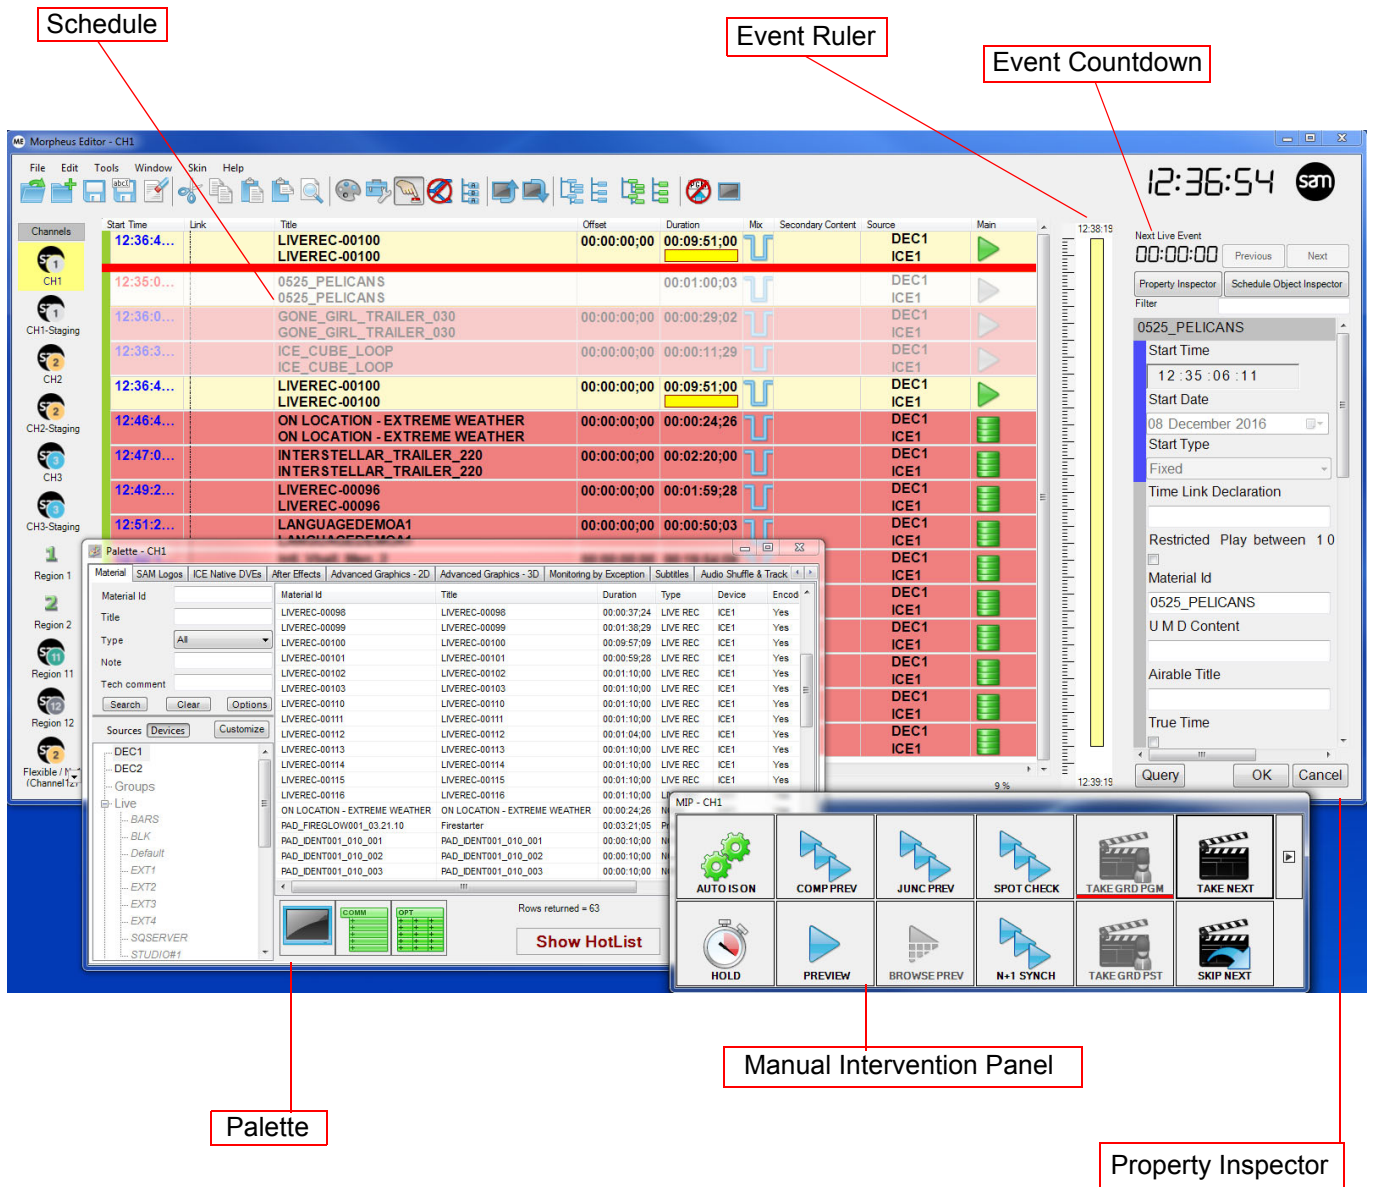 Schedule
Event Ruler
Event Countdown
ME Morpheus Editor - CH1
File Edit Tools Window Skin Help
12:36:54 sam
Channels
CH1
CH1-Staging
CH2
CH2-Staging
CH3
CH3-Staging
1
Region 1
2
Region 2
Region 11
Region 12
Flexible /
Start Time Link Title Offset Duration Mix Secondary Content Source Main
12:36:4... LIVEREC-00100 00:00:00;00 00:09:51;00 DEC1
LIVEREC-00100 ICE1
12:35:0... 0525_PELICANS 00:01:00;03 DEC1
0525_PELICANS ICE1
12:36:0... GONE_GIRL_TRAILER_030 00:00:00;00 00:00:29;02 DEC1
GONE_GIRL_TRAILER_030 ICE1
12:36:3... ICE_CUBE_LOOP 00:00:00;00 00:00:11;29 DEC1
ICE_CUBE_LOOP ICE1
12:36:4... LIVEREC-00100 00:00:00;00 00:09:51;00 DEC1
LIVEREC-00100 ICE1
12:46:4... ON LOCATION - EXTREME WEATHER 00:00:00;00 00:00:24;26 DEC1
ON LOCATION - EXTREME WEATHER ICE1
12:47:0... INTERSTELLAR_TRAILER_220 00:00:00;00 00:02:20;00 DEC1
INTERSTELLAR_TRAILER_220 ICE1
12:49:2... LIVEREC-00096 00:00:00;00 00:01:59;28 DEC1
LIVEREC-00096 ICE1
12:51:2... LANGUAGEDEMOA1 00:00:00;00 00:00:50;03 DEC1
LANGUAGEDEMOA1 ICE1
DEC1
ICE1
DEC1
ICE1
DEC1
ICE1
DEC1
ICE1
DEC1
ICE1
DEC1
ICE1
9 %
12:38:19
12:39:19
Next Live Event
00:00:00 Previous Next
Property Inspector Schedule Object Inspector
Filter
0525_PELICANS
Start Time
12 :35 :06 :11
Start Date
08 December 2016
Start Type
Fixed
Time Link Declaration
Restricted Play between 1 0
Material Id
0525_PELICANS
U M D Content
Airable Title
True Time
Query OK Cancel
Palette - CH1
Material SAM Logos ICE Native DVEs After Effects Advanced Graphics - 2D Advanced Graphics - 3D Monitoring by Exception Subtitles Audio Shuffle & Track
Material Id
Title
Type All
Note
Tech comment
Search Clear Options
Sources Devices Customize
DEC1
DEC2
Groups
Live
BARS
BLK
Default
EXT1
EXT2
EXT3
EXT4
SQSERVER
STUDIO#1
Material Id Title Duration Type Device Encod
LIVEREC-00098 LIVEREC-00098 00:00:37;24 LIVE REC ICE1 Yes
LIVEREC-00099 LIVEREC-00099 00:01:38;29 LIVE REC ICE1 Yes
LIVEREC-00100 LIVEREC-00100 00:09:57;09 LIVE REC ICE1 Yes
LIVEREC-00101 LIVEREC-00101 00:00:59;28 LIVE REC ICE1 Yes
LIVEREC-00102 LIVEREC-00102 00:01:10;00 LIVE REC ICE1 Yes
LIVEREC-00103 LIVEREC-00103 00:01:10;00 LIVE REC ICE1 Yes
LIVEREC-00110 LIVEREC-00110 00:01:10;00 LIVE REC ICE1 Yes
LIVEREC-00111 LIVEREC-00111 00:01:10;00 LIVE REC ICE1 Yes
LIVEREC-00112 LIVEREC-00112 00:01:04;00 LIVE REC ICE1 Yes
LIVEREC-00113 LIVEREC-00113 00:01:10;00 LIVE REC ICE1 Yes
LIVEREC-00114 LIVEREC-00114 00:01:10;00 LIVE REC ICE1 Yes
LIVEREC-00115 LIVEREC-00115 00:01:10;00 LIVE REC ICE1 Yes
LIVEREC-00116 LIVEREC-00116 00:01:10;00
ON LOCATION - EXTREME WEATHER ON LOCATION - EXTREME WEATHER 00:00:24;26
PAD_FIREGLOW001_03.21.10 Firestarter 00:03:21;05
PAD_IDENT001_010_001 PAD_IDENT001_010_001 00:00:10;00
PAD_IDENT001_010_002 PAD_IDENT001_010_002 00:00:10;00
PAD_IDENT001_010_003 PAD_IDENT001_010_003 00:00:10;00
COMM OPT
Rows returned = 63
Show HotList
MIP - CH1
AUTO IS ON COMP PREV JUNC PREV SPOT CHECK TAKE GRD PGM TAKE NEXT
HOLD PREVIEW BROWSE PREV N+1 SYNCH TAKE GRD PST SKIP NEXT
Manual Intervention Panel
Palette
Property Inspector